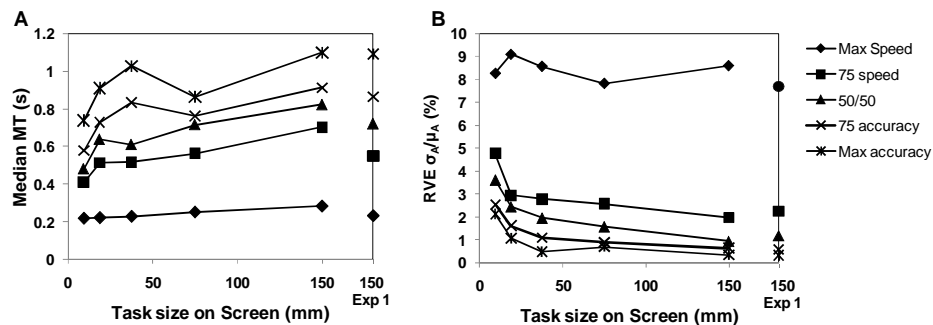 A
Median MT (s)
1.2
1
0.8
0.6
0.4
0.2
0
0 50 100 150 150
Exp 1
Task size on Screen (mm)
B
RVE σA/μA (%)
10
9
8
7
6
5
4
3
2
1
0
0 50 100 150 150
Exp 1
Task size on Screen (mm)
Max Speed
75 speed
50/50
75 accuracy
Max accuracy